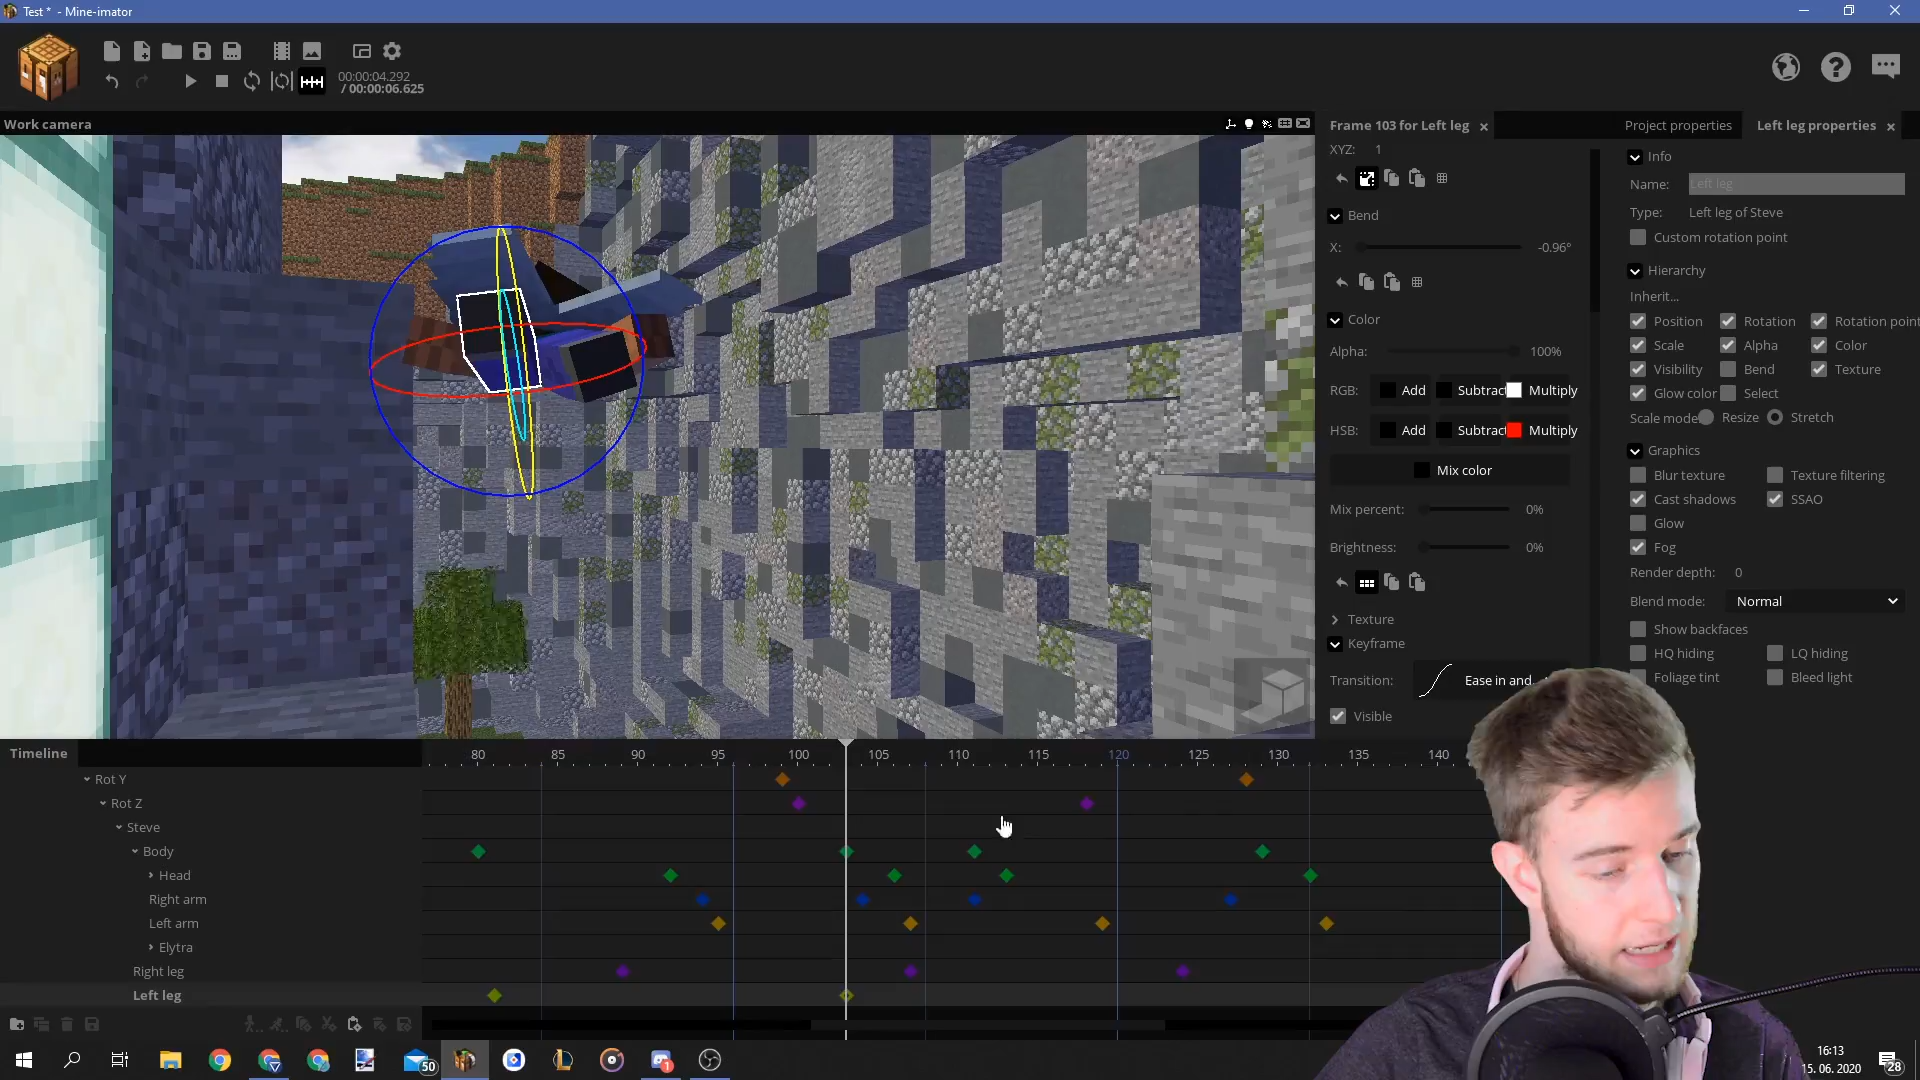 Test * - Mine-imator
00:00:04.292
/ 00:00:06.625
Work camera
Frame 103 for Left leg
XYZ: 1
Bend
X: -0.96°
Color
Alpha: 100%
RGB: Add Subtract Multiply
HSB: Add Subtract Multiply
Mix color
Mix percent: 0%
Brightness: 0%
Texture
Keyframe
Transition: Ease in and
Visible
Project properties Left leg properties
Info
Name: Left leg
Type: Left leg of Steve
Custom rotation point
Hierarchy
Inherit...
Position Rotation Rotation point
Scale Alpha Color
Visibility Bend Texture
Glow color Select
Scale mode Resize Stretch
Graphics
Blur texture Texture filtering
Cast shadows SSAO
Glow
Fog
Render depth: 0
Blend mode: Normal
Show backfaces
HQ hiding LQ hiding
Foliage tint Bleed light
Timeline
80 85 90 95 100 105 110 115 120 125 130 135 140
Rot Y
Rot Z
Steve
Body
Head
Right arm
Left arm
Elytra
Right leg
Left leg
50
1
16:13
15. 06. 2020
28